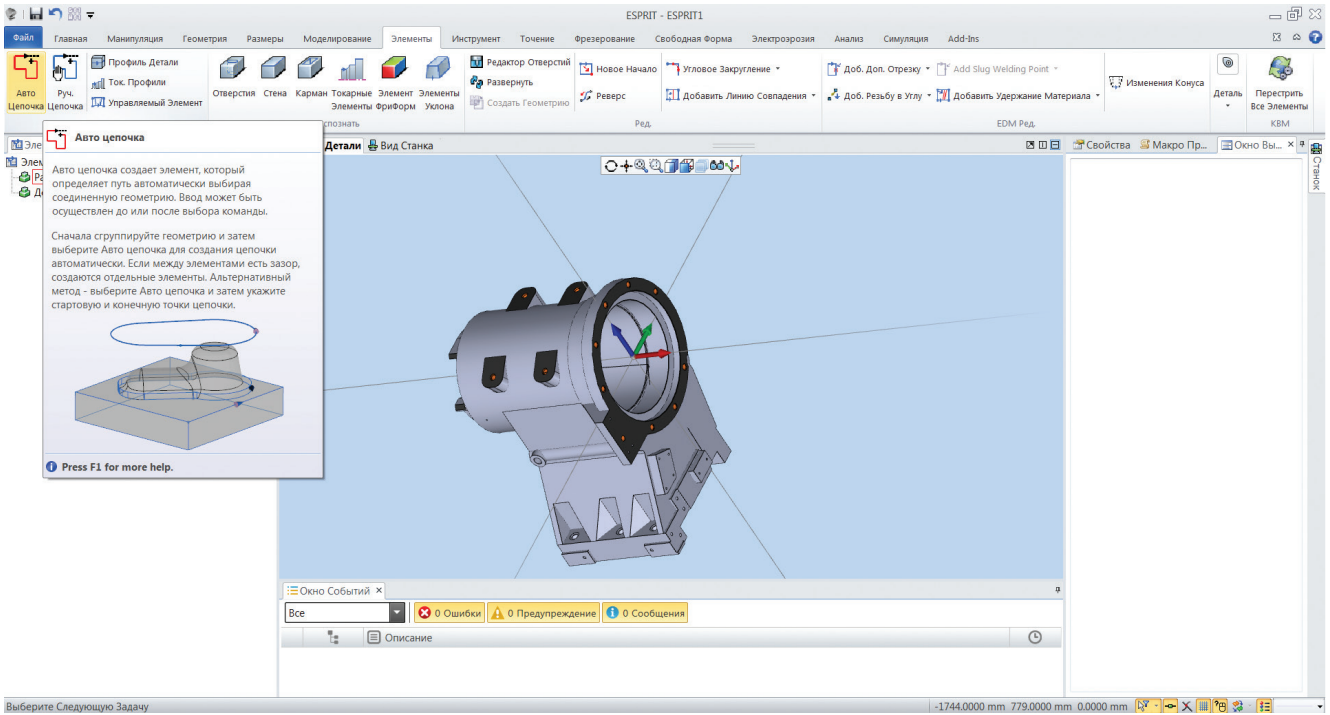 ESPRIT - ESPRIT1
Файл Главная Манипуляция Геометрия Размеры Моделирование Элементы Инструмент Точение Фрезерование Свободная Форма Электроэрозия Анализ Симуляция Add-Ins
Авто Цепочка
Руч. Цепочка
Профиль Детали
Ток. Профили
Управляемый Элемент
Отверстия
Стена
Карман
Токарные Элементы
Элемент Фриформ
Элементы Уклона
Редактор Отверстий
Развернуть
Создать Геометрию
Новое Начало
Реверс
Угловое Закругление
Добавить Линию Совпадения
Доб. Доп. Отрезку
Add Slug Welding Point
Доб. Резьбу в Углу
Добавить Удержание Материала
Изменения Конуса
Деталь
Перестрить Все Элементы
познать
Ред.
EDM Ред.
KBM
Эле
Элем
Ра
Д
Детали
Вид Станка
Свойства
Макро Пр...
Окно Вы...
Станок
Авто цепочка
Авто цепочка создает элемент, который
определяет путь автоматически выбирая
соединенную геометрию. Ввод может быть
осуществлен до или после выбора команды.
Сначала сгруппируйте геометрию и затем
выберите Авто цепочка для создания цепочки
автоматически. Если между элементами есть зазор,
создаются отдельные элементы. Альтернативный
метод - выберите Авто цепочка и затем укажите
стартовую и конечную точки цепочки.
Press F1 for more help.
Окно Событий
Все
0 Ошибки
0 Предупреждение
0 Сообщения
Описание
Выберите Следующую Задачу
-1744.0000 mm 779.0000 mm 0.0000 mm